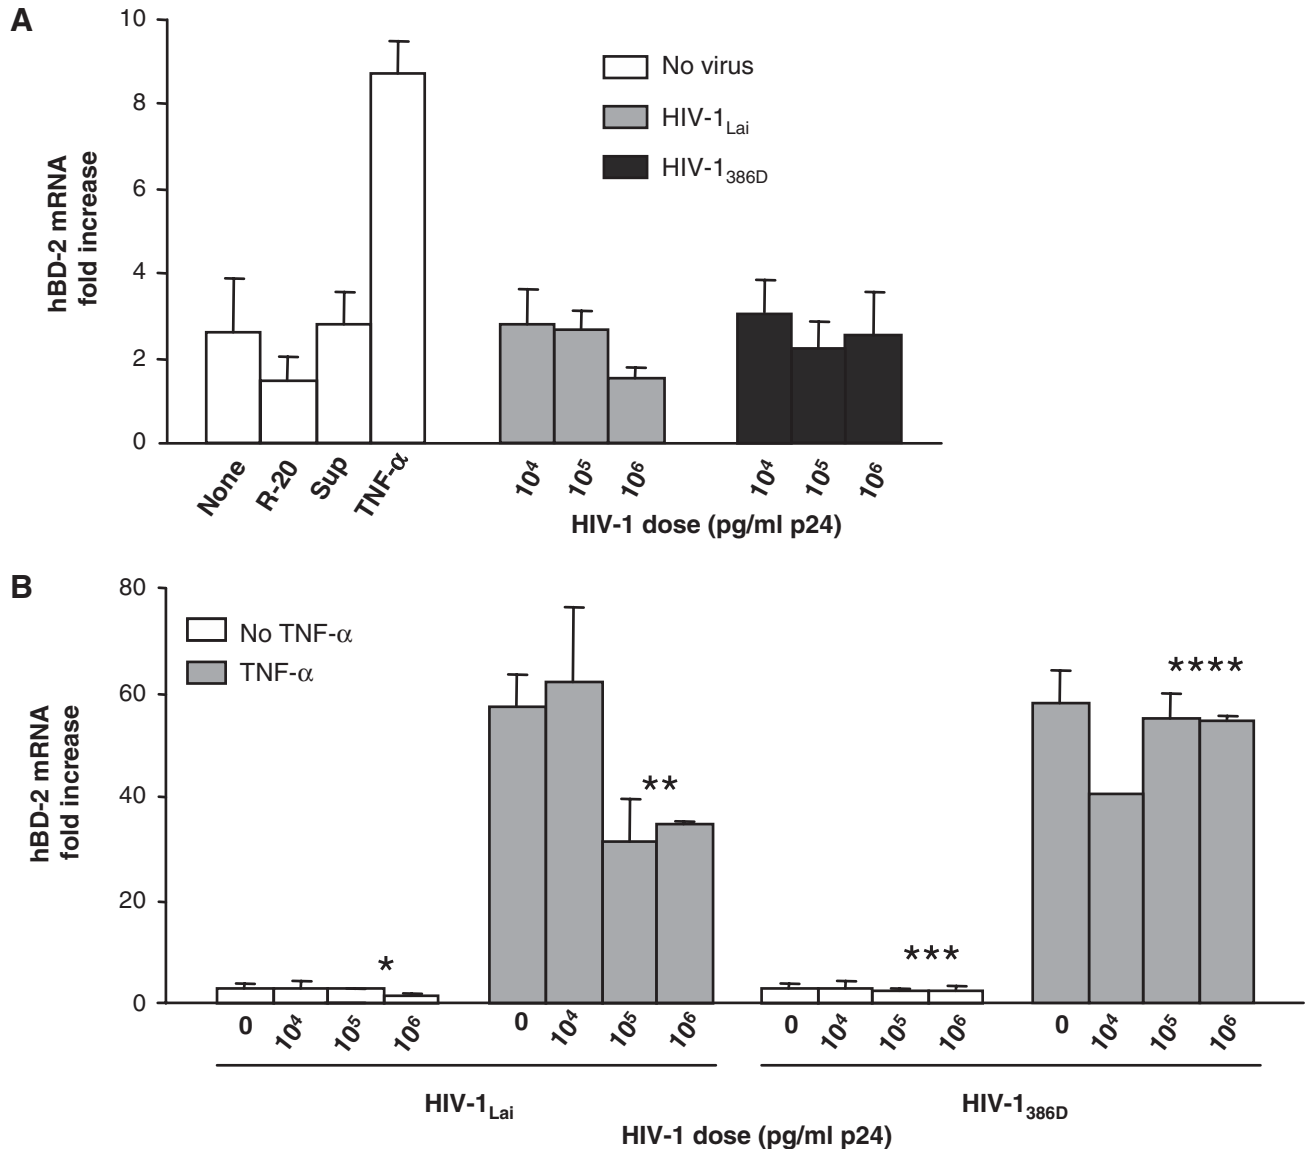 A
hBD-2 mRNA
fold increase
10
8
6
4
2
0
No virus
HIV-1Lai
HIV-1386D
None R-20 Sup TNF-α 10⁴ 10⁵ 10⁶ 10⁴ 10⁵ 10⁶
HIV-1 dose (pg/ml p24)
B
hBD-2 mRNA
fold increase
80
60
40
20
0
No TNF-α
TNF-α
* ** *** ****
0 10⁴ 10⁵ 10⁶ 0 10⁴ 10⁵ 10⁶ 0 10⁴ 10⁵ 10⁶ 0 10⁴ 10⁵ 10⁶
HIV-1Lai HIV-1386D
HIV-1 dose (pg/ml p24)